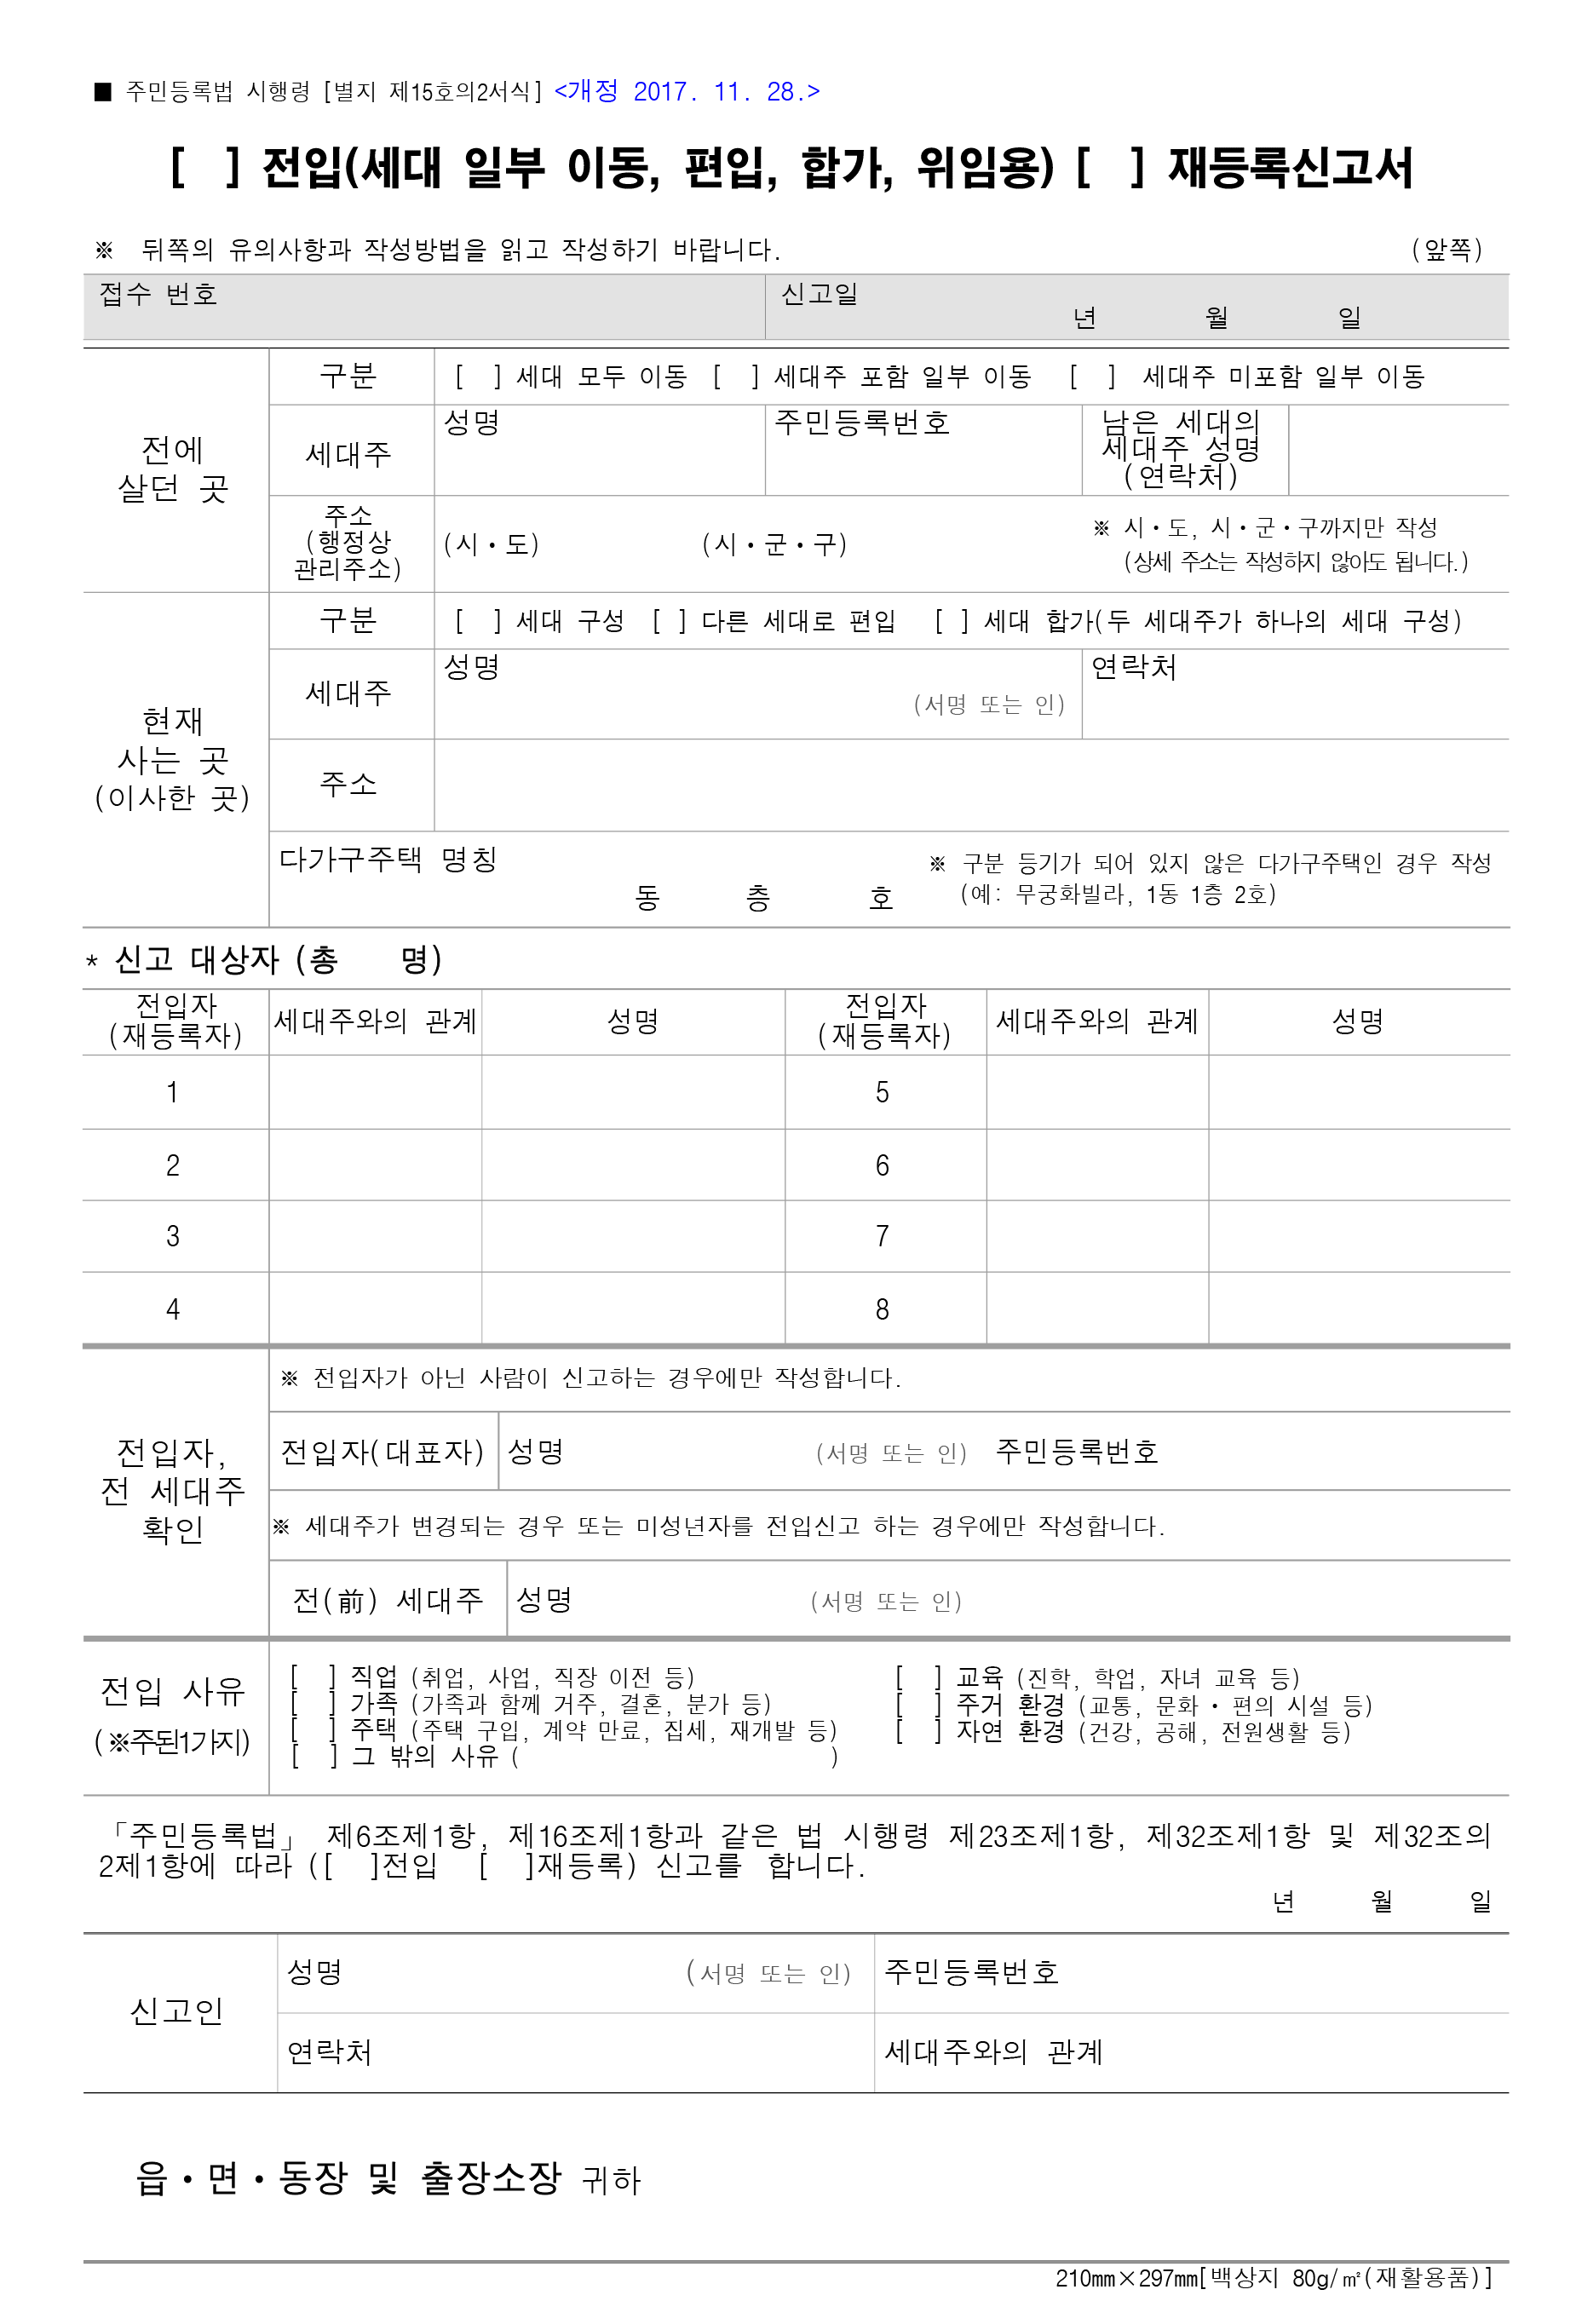 ■ 주민등록법 시행령 [별지 제15호의2서식] <개정 2017. 11. 28.>
[ ] 전입(세대 일부 이동, 편입, 합가, 위임용) [ ] 재등록신고서
※ 뒤쪽의 유의사항과 작성방법을 읽고 작성하기 바랍니다. (앞쪽)
접수 번호 신고일
년 월 일
전에
살던 곳
구분 [ ] 세대 모두 이동 [ ] 세대주 포함 일부 이동 [ ] 세대주 미포함 일부 이동
세대주 성명 주민등록번호 남은 세대의
세대주 성명
(연락처)
주소
(행정상
관리주소)
(시·도) (시·군·구) ※ 시·도, 시·군·구까지만 작성
(상세 주소는 작성하지 않아도 됩니다.)
현재
사는 곳
(이사한 곳)
구분 [ ] 세대 구성 [ ] 다른 세대로 편입 [ ] 세대 합가(두 세대주가 하나의 세대 구성)
세대주 성명 (서명 또는 인) 연락처
주소
다가구주택 명칭 ※ 구분 등기가 되어 있지 않은 다가구주택인 경우 작성
동 층 호 (예: 무궁화빌라, 1동 1층 2호)
* 신고 대상자 (총 명)
전입자
(재등록자) 세대주와의 관계 성명 전입자
(재등록자) 세대주와의 관계 성명
1 5
2 6
3 7
4 8
전입자,
전 세대주
확인
※ 전입자가 아닌 사람이 신고하는 경우에만 작성합니다.
전입자(대표자) 성명 (서명 또는 인) 주민등록번호
※ 세대주가 변경되는 경우 또는 미성년자를 전입신고 하는 경우에만 작성합니다.
전(前) 세대주 성명 (서명 또는 인)
전입 사유
(※주된1가지)
[ ] 직업 (취업, 사업, 직장 이전 등) [ ] 교육 (진학, 학업, 자녀 교육 등)
[ ] 가족 (가족과 함께 거주, 결혼, 분가 등) [ ] 주거 환경 (교통, 문화· 편의 시설 등)
[ ] 주택 (주택 구입, 계약 만료, 집세, 재개발 등) [ ] 자연 환경 (건강, 공해, 전원생활 등)
[ ] 그 밖의 사유 ( )
「주민등록법」 제6조제1항, 제16조제1항과 같은 법 시행령 제23조제1항, 제32조제1항 및 제32조의
2제1항에 따라 ([ ]전입 [ ]재등록) 신고를 합니다.
년 월 일
신고인
성명 (서명 또는 인) 주민등록번호
연락처 세대주와의 관계
읍·면·동장 및 출장소장 귀하
210㎜×297㎜[백상지 80g/㎡(재활용품)]